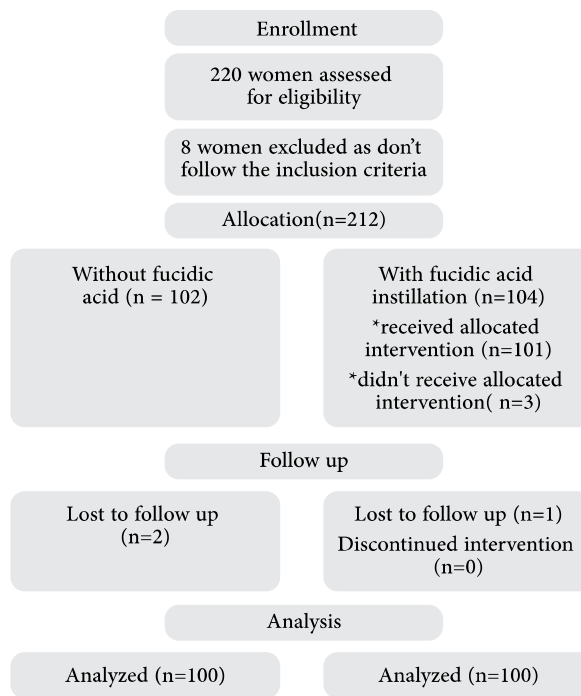 Enrollment
220 women assessed
for eligibility
8 women excluded as don't
follow the inclusion criteria
Allocation(n=212)
Without fucidic
acid (n = 102)
With fucidic acid
instillation (n=104)
*received allocated
intervention (n=101)
*didn't receive allocated
intervention( n=3)
Follow up
Lost to follow up
(n=2)
Lost to follow up (n=1)
Discontinued intervention
(n=0)
Analysis
Analyzed (n=100)
Analyzed (n=100)